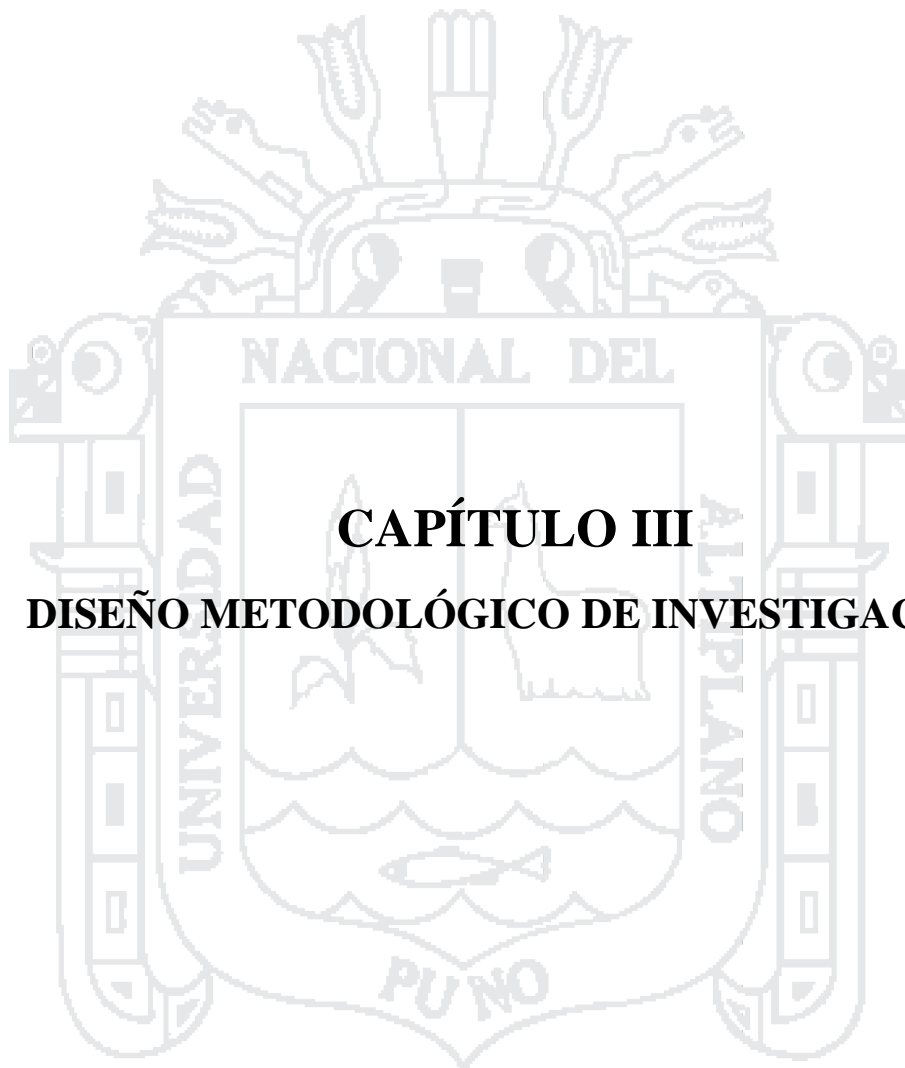 NACIONAL DEL
UNIVERSIDAD
ALTIPLANO
CAPÍTULO III
DISEÑO METODOLÓGICO DE INVESTIGAC
PUNO